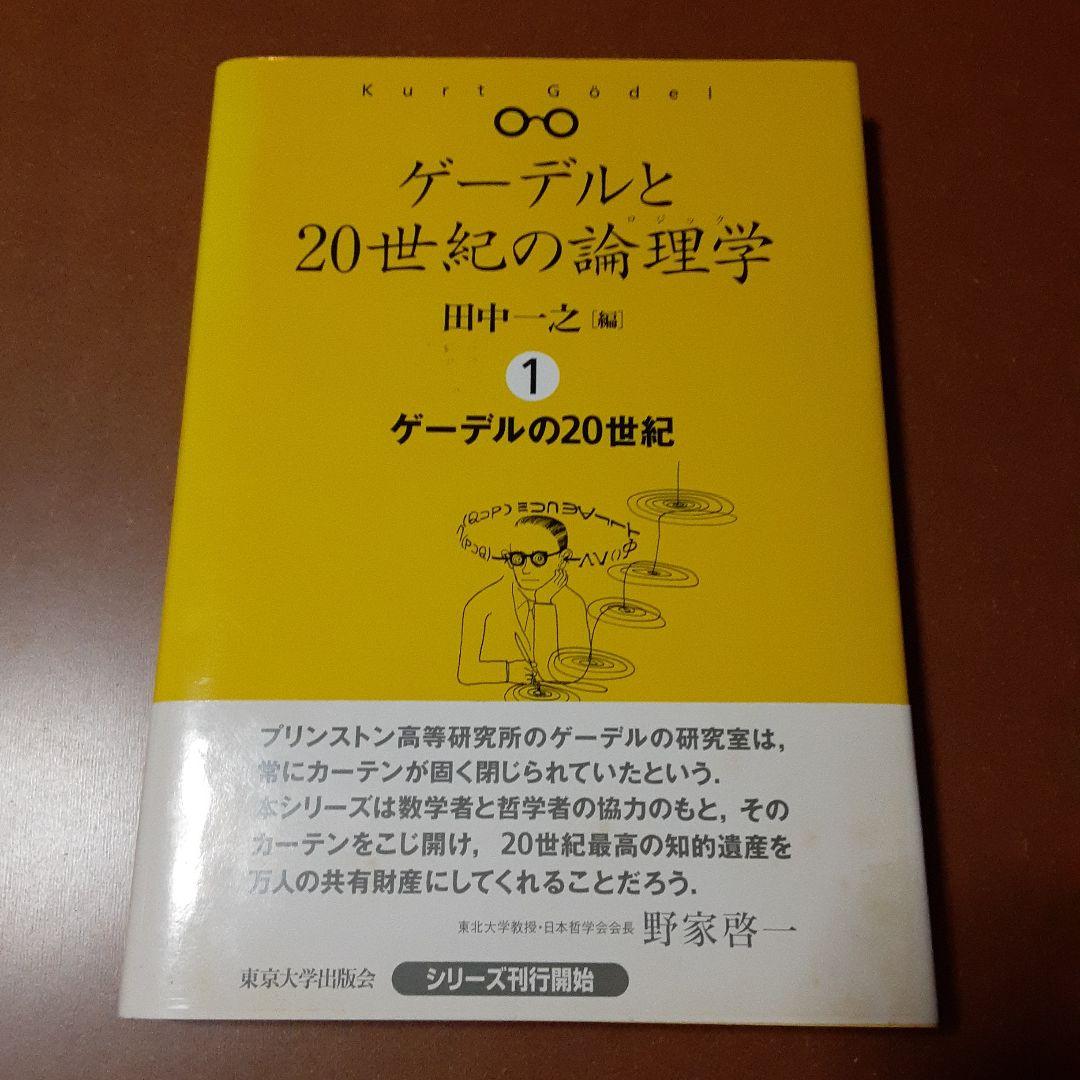 Kurt Gödel
ゲーデルと
ロジック
20世紀の論理学
田中一之[編]
1
ゲーデルの20世紀
プリンストン高等研究所のゲーデルの研究室は，
常にカーテンが固く閉じられていたという．
本シリーズは数学者と哲学者の協力のもと，その
カーテンをこじ開け，20世紀最高の知的遺産を
万人の共有財産にしてくれることだろう．
東北大学教授・日本哲学会会長 野家啓一
東京大学出版会 シリーズ刊行開始